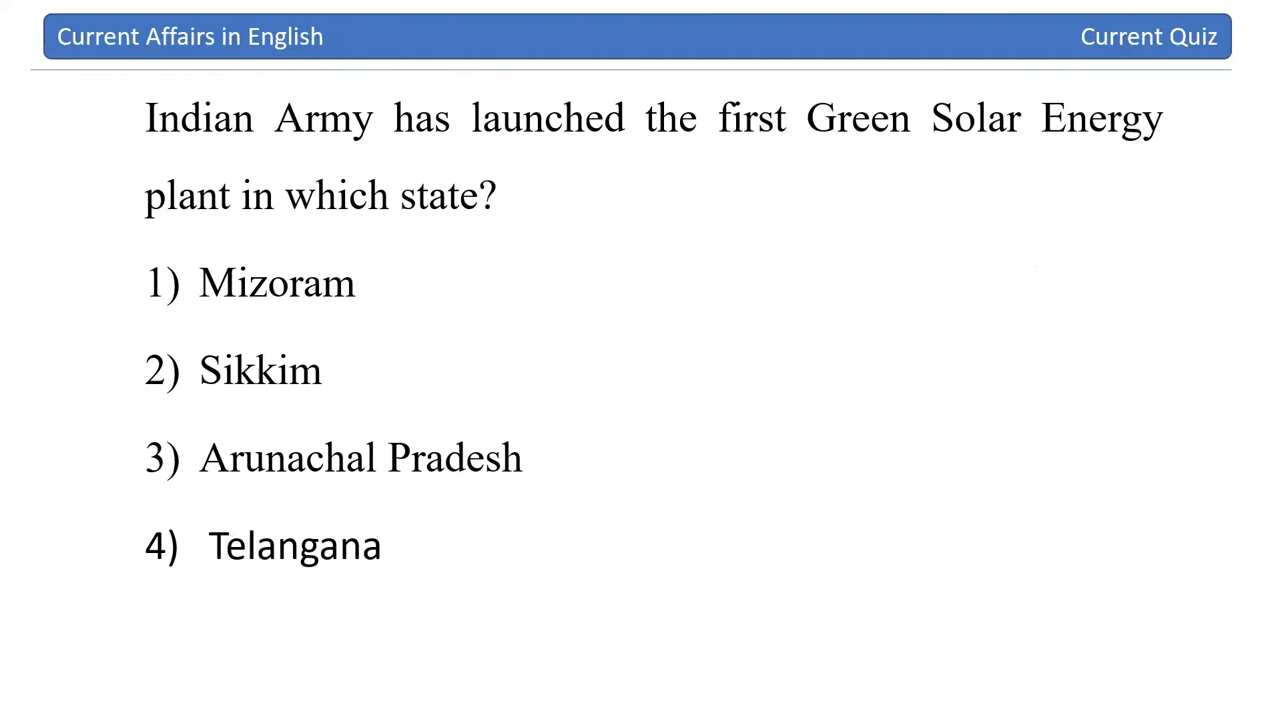 Current Affairs in English Current Quiz
Indian Army has launched the first Green Solar Energy
plant in which state?
1) Mizoram
2) Sikkim
3) Arunachal Pradesh
4) Telangana